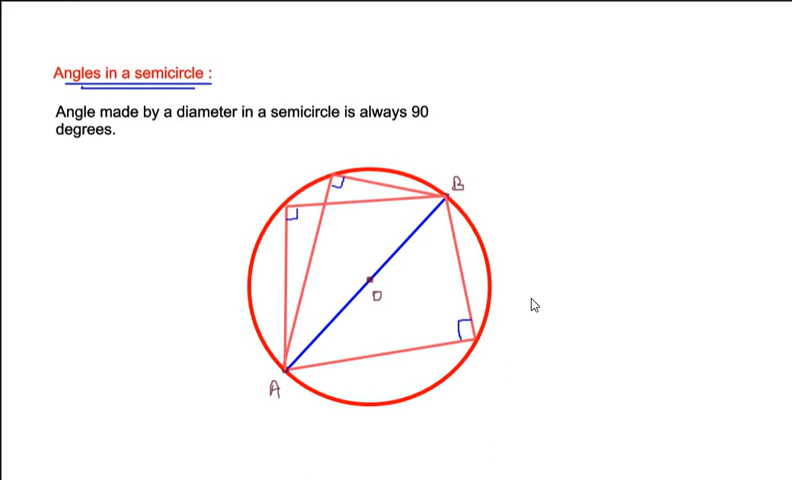 Angles in a semicircle :
Angle made by a diameter in a semicircle is always 90
degrees.
B
O
A